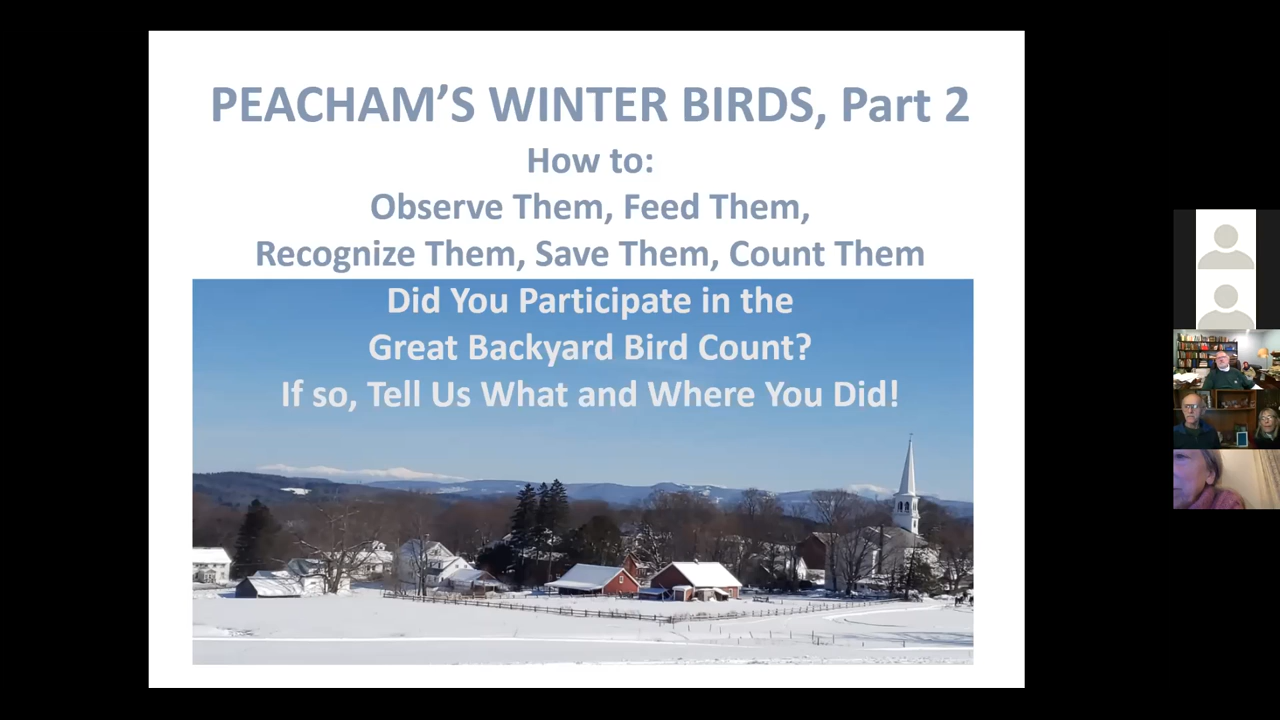 PEACHAM’S WINTER BIRDS, Part 2
How to:
Observe Them, Feed Them,
Recognize Them, Save Them, Count Them
Did You Participate in the
Great Backyard Bird Count?
If so, Tell Us What and Where You Did!